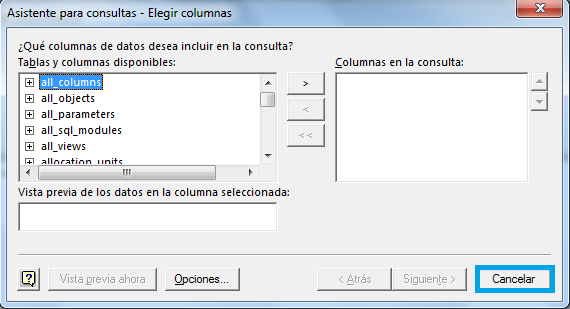 Asistente para consultas - Elegir columnas
¿Qué columnas de datos desea incluir en la consulta?
Tablas y columnas disponibles:
Columnas en la consulta:
all_columns
all_objects
all_parameters
all_sql_modules
all_views
allocation_units
>
<
<<
Vista previa de los datos en la columna seleccionada:
?
Vista previa ahora
Opciones...
< Atrás
Siguiente >
Cancelar